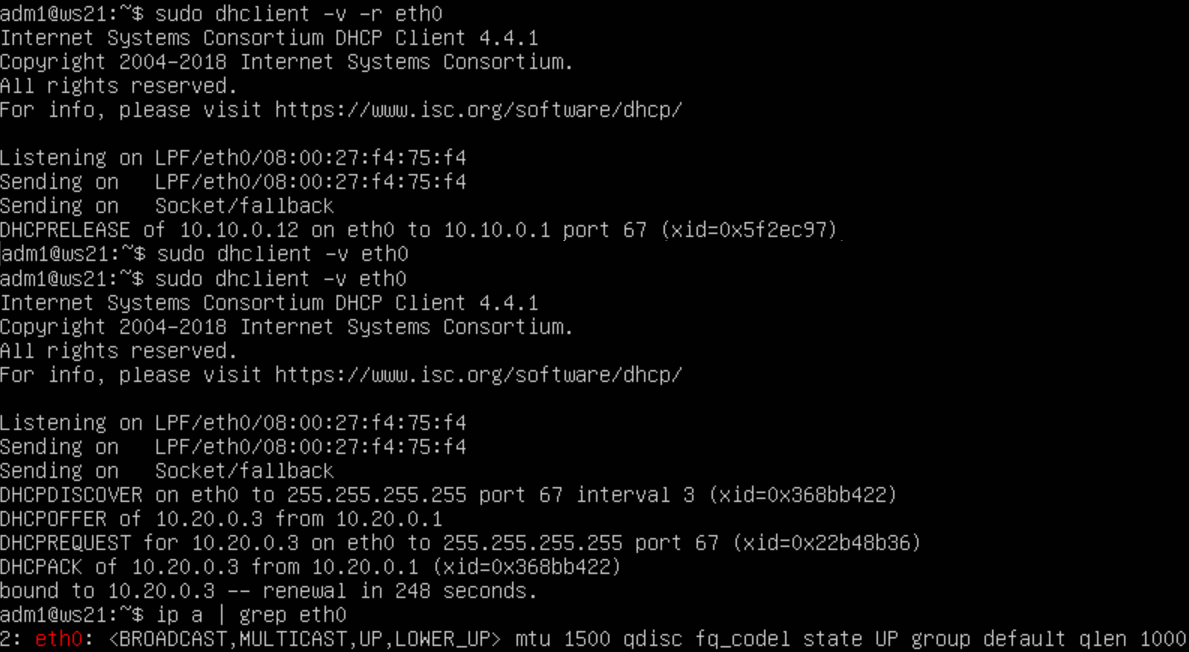 adm1@ws21:~$ sudo dhclient -v -r eth0
Internet Systems Consortium DHCP Client 4.4.1
Copyright 2004-2018 Internet Systems Consortium.
All rights reserved.
For info, please visit https://www.isc.org/software/dhcp/
Listening on LPF/eth0/08:00:27:f4:75:f4
Sending on   LPF/eth0/08:00:27:f4:75:f4
Sending on   Socket/fallback
DHCPRELEASE of 10.10.0.12 on eth0 to 10.10.0.1 port 67 (xid=0x5f2ec97)
adm1@ws21:~$ sudo dhclient -v eth0
adm1@ws21:~$ sudo dhclient -v eth0
Internet Systems Consortium DHCP Client 4.4.1
Copyright 2004-2018 Internet Systems Consortium.
All rights reserved.
For info, please visit https://www.isc.org/software/dhcp/
Listening on LPF/eth0/08:00:27:f4:75:f4
Sending on   LPF/eth0/08:00:27:f4:75:f4
Sending on   Socket/fallback
DHCPDISCOVER on eth0 to 255.255.255.255 port 67 interval 3 (xid=0x368bb422)
DHCPOFFER of 10.20.0.3 from 10.20.0.1
DHCPREQUEST for 10.20.0.3 on eth0 to 255.255.255.255 port 67 (xid=0x22b48b36)
DHCPACK of 10.20.0.3 from 10.20.0.1 (xid=0x368bb422)
bound to 10.20.0.3 -- renewal in 248 seconds.
adm1@ws21:~$ ip a | grep eth0
2: eth0: <BROADCAST,MULTICAST,UP,LOWER_UP> mtu 1500 qdisc fq_codel state UP group default qlen 1000